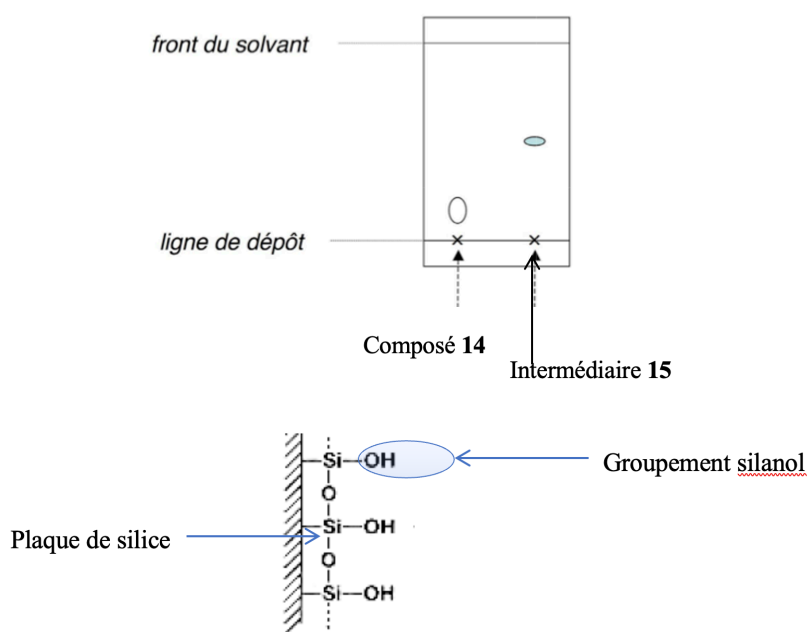 front du solvant
ligne de dépôt
Composé 14
Intermédiaire 15
Si—OH
Groupement silanol
O
Si—OH
Plaque de silice
O
Si—OH